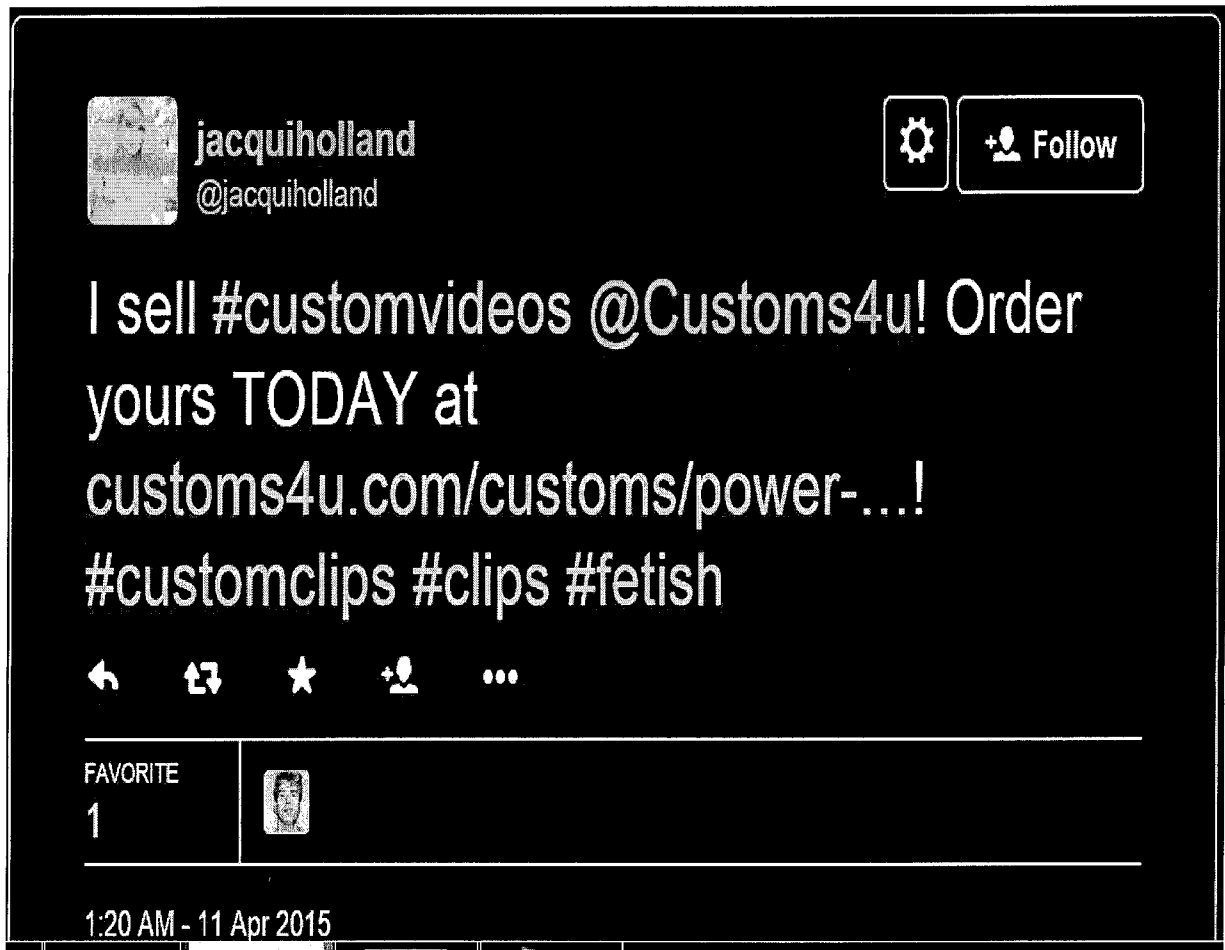 jacquiholland
@jacquiholland
Follow
I sell #customvideos @Customs4u! Order
yours TODAY at
customs4u.com/customs/power-...!
#customclips #clips #fetish
FAVORITE
1
1:20 AM - 11 Apr 2015